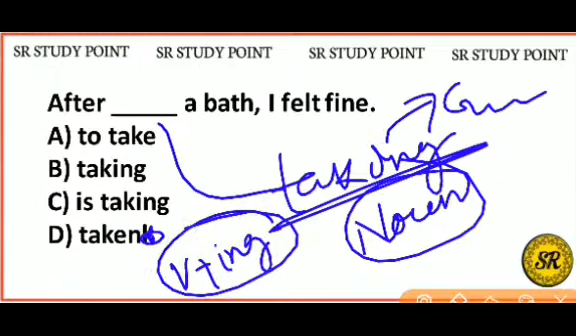 SR STUDY POINT SR STUDY POINT SR STUDY POINT SR STUDY POINT
After _____ a bath, I felt fine.
A) to take
B) taking
C) is taking
D) taken
taking
V+ing
Noun
SR